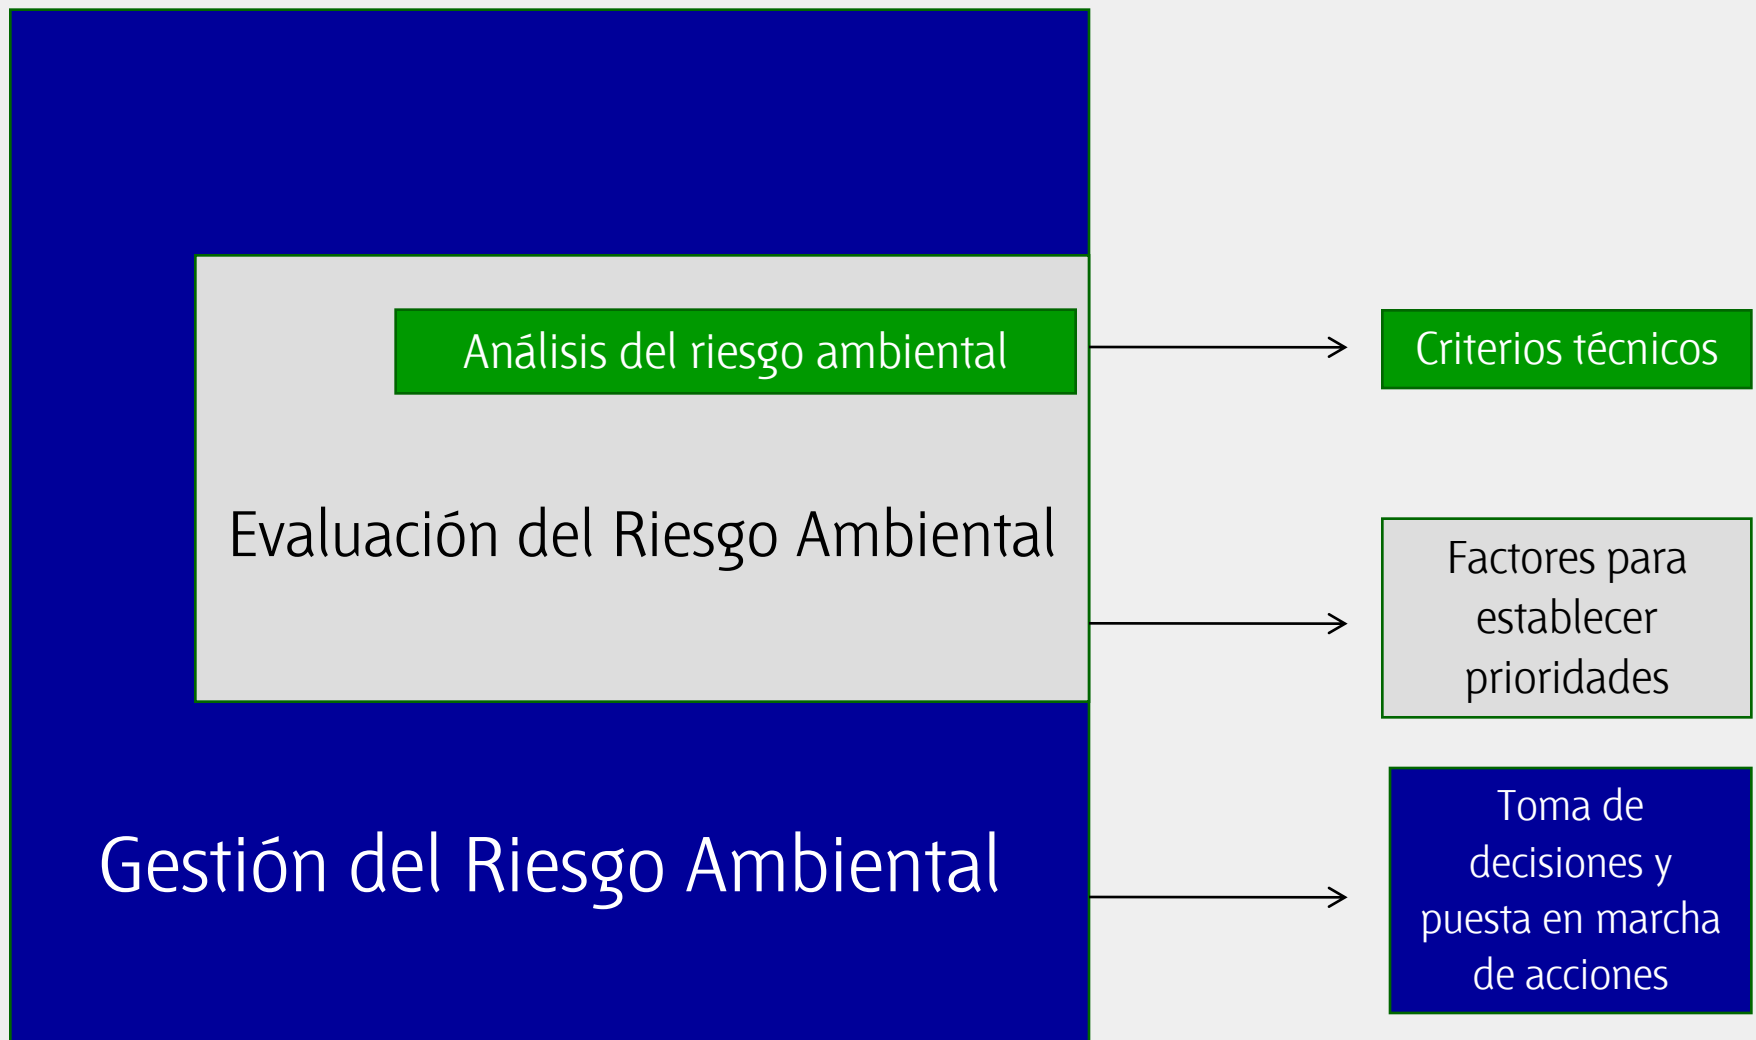 Análisis del riesgo ambiental
Criterios técnicos
Evaluación del Riesgo Ambiental
Factores para
establecer
prioridades
Gestión del Riesgo Ambiental
Toma de
decisiones y
puesta en marcha
de acciones